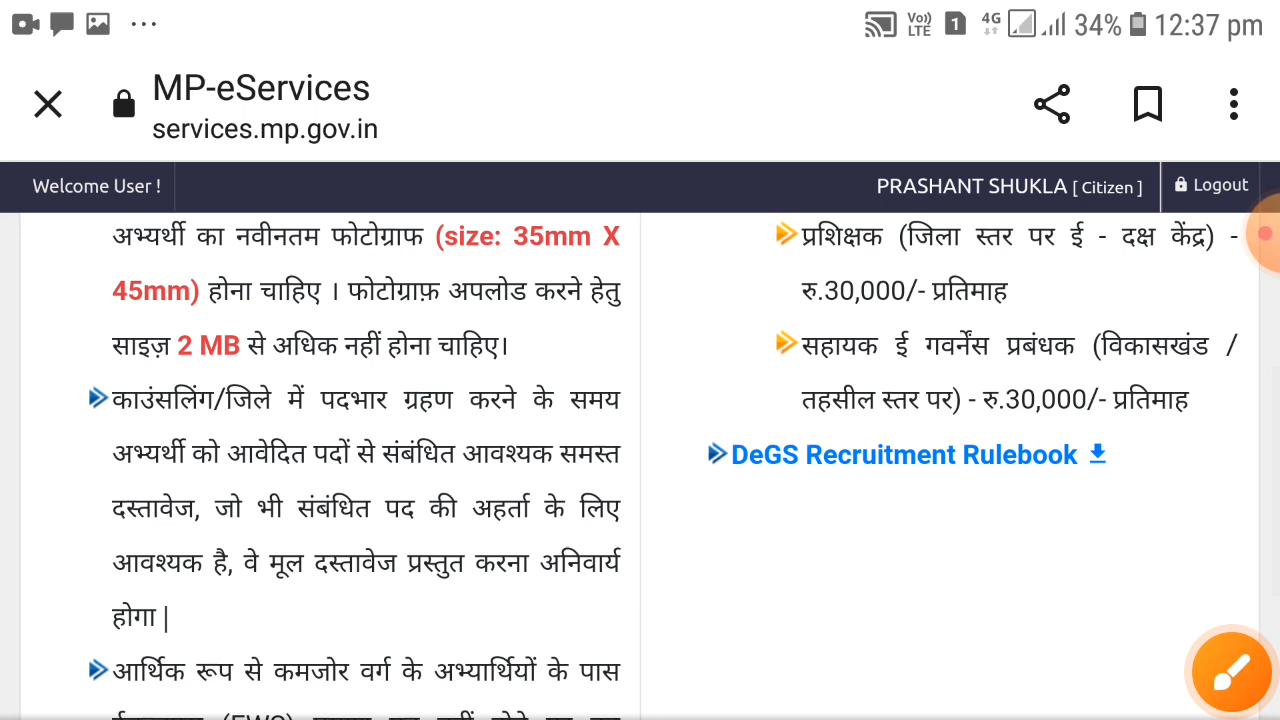 Vo)) LTE 1 4G 34% 12:37 pm
MP-eServices
services.mp.gov.in
Welcome User !
PRASHANT SHUKLA [ Citizen ]
Logout
अभ्यर्थी का नवीनतम फोटोग्राफ (size: 35mm X
45mm) होना चाहिए । फोटोग्राफ़ अपलोड करने हेतु
साइज़ 2 MB से अधिक नहीं होना चाहिए।
काउंसलिंग/जिले में पदभार ग्रहण करने के समय
अभ्यर्थी को आवेदित पदों से संबंधित आवश्यक समस्त
दस्तावेज, जो भी संबंधित पद की अहर्ता के लिए
आवश्यक है, वे मूल दस्तावेज प्रस्तुत करना अनिवार्य
होगा |
आर्थिक रूप से कमजोर वर्ग के अभ्यार्थियों के पास
प्रशिक्षक (जिला स्तर पर ई - दक्ष केंद्र) -
रु.30,000/- प्रतिमाह
सहायक ई गवर्नेंस प्रबंधक (विकासखंड /
तहसील स्तर पर) - रु.30,000/- प्रतिमाह
DeGS Recruitment Rulebook